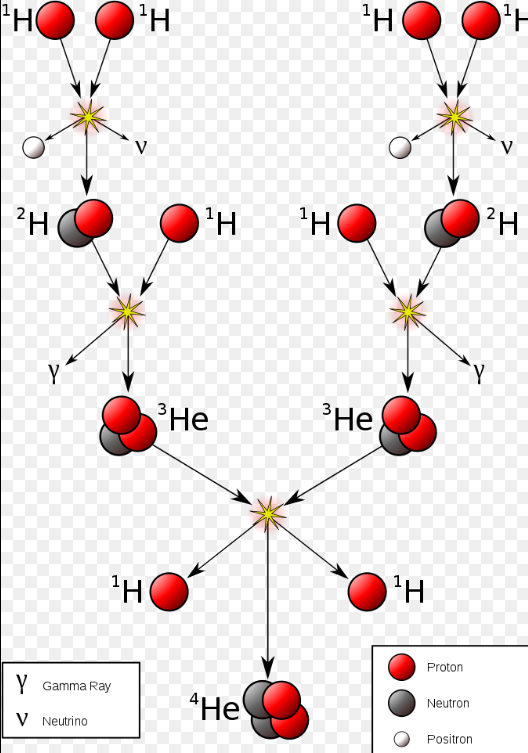 ¹H ¹H ¹H ¹H
ν ν
²H ¹H ¹H ²H
γ γ
³He ³He
¹H ¹H
⁴He
γ Gamma Ray
ν Neutrino
Proton
Neutron
Positron